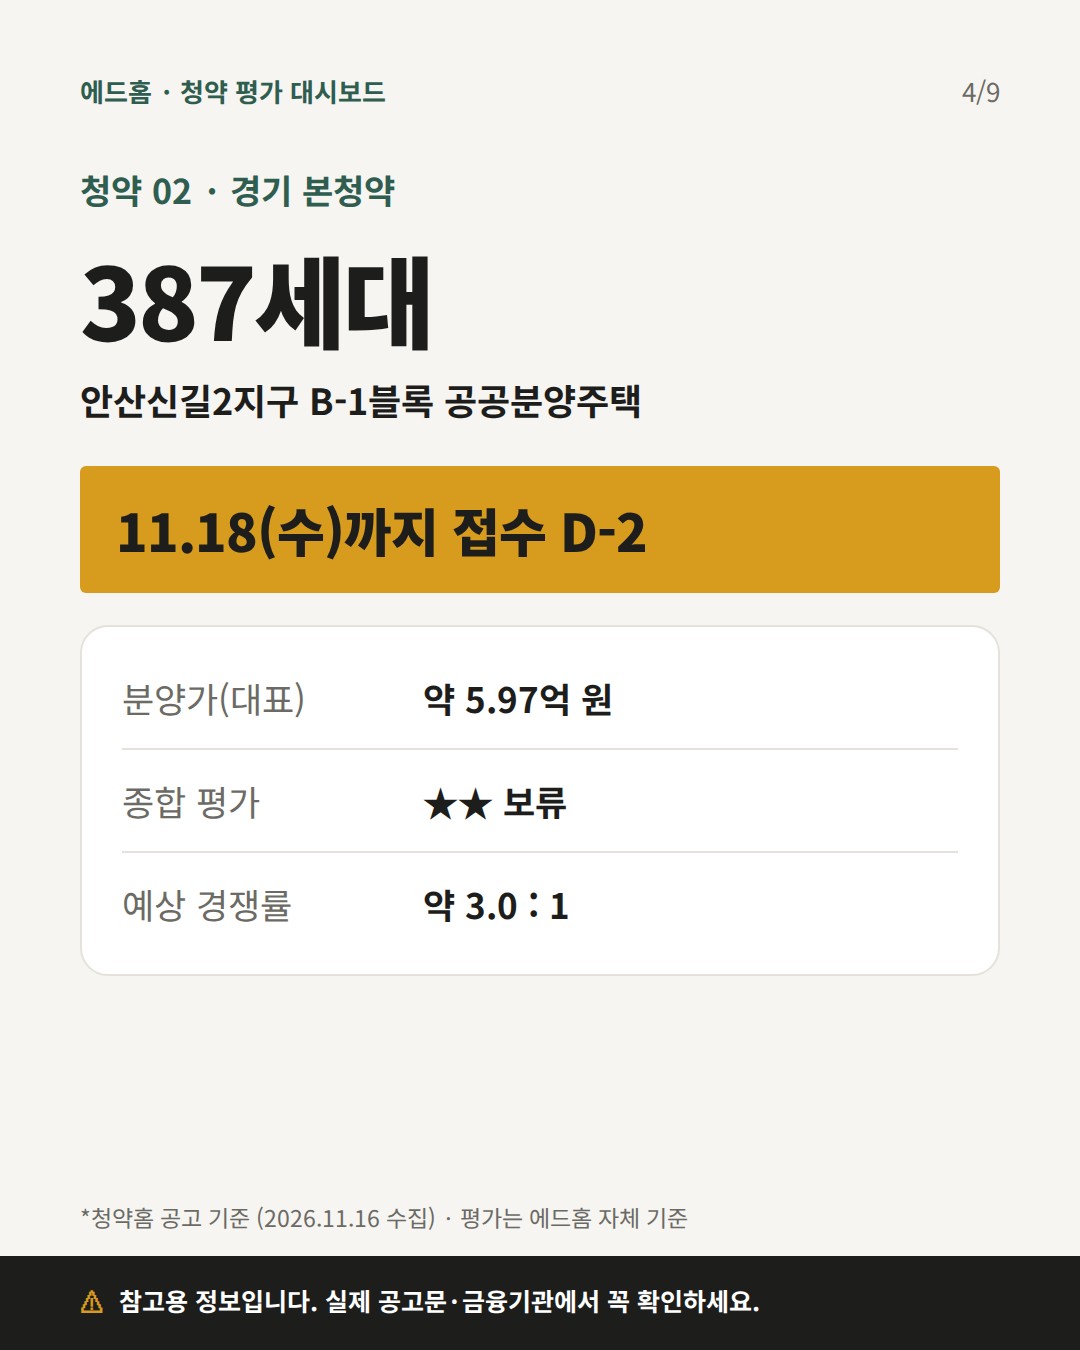 에드홈 · 청약 평가 대시보드 4/9
청약 02 · 경기 본청약
387세대
안산신길2지구 B-1블록 공공분양주택
11.18(수)까지 접수 D-2
분양가(대표) 약 5.97억 원
종합 평가 ★★ 보류
예상 경쟁률 약 3.0 : 1
*청약홈 공고 기준 (2026.11.16 수집) · 평가는 에드홈 자체 기준
⚠ 참고용 정보입니다. 실제 공고문·금융기관에서 꼭 확인하세요.